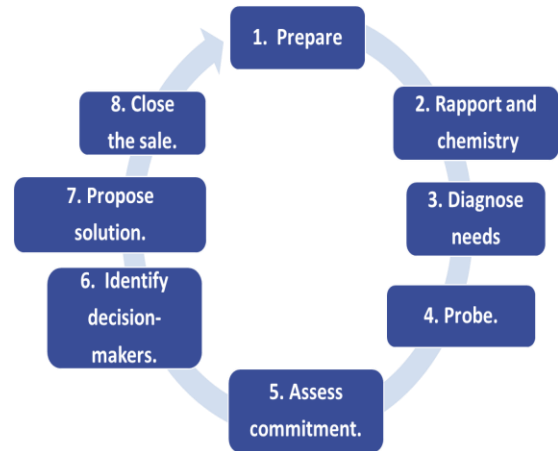 1. Prepare
2. Rapport and
chemistry
3. Diagnose
needs
4. Probe.
5. Assess
commitment.
6. Identify
decision-
makers.
7. Propose
solution.
8. Close
the sale.